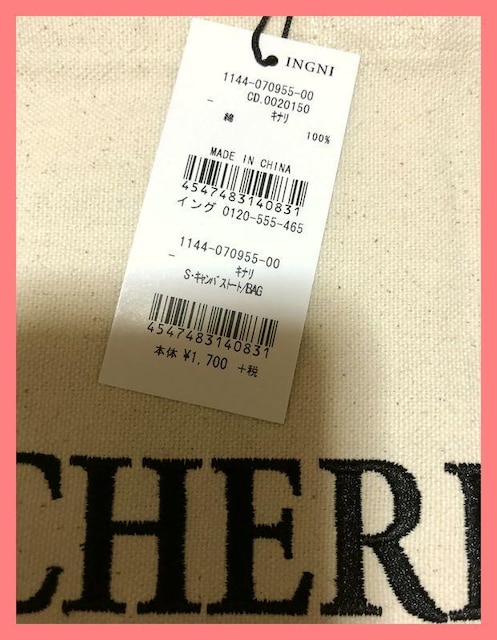 INGNI
1144-070955-00
CD.0020150
－ ｷﾅﾘ
綿 100%
MADE IN CHINA
4547483140831
イング 0120-555-465
1144-070955-00
－ ｷﾅﾘ
S･ｷｬﾝﾊﾞｽﾄｰﾄ/BAG
4547483140831
本体 ¥1,700 +税
CHER